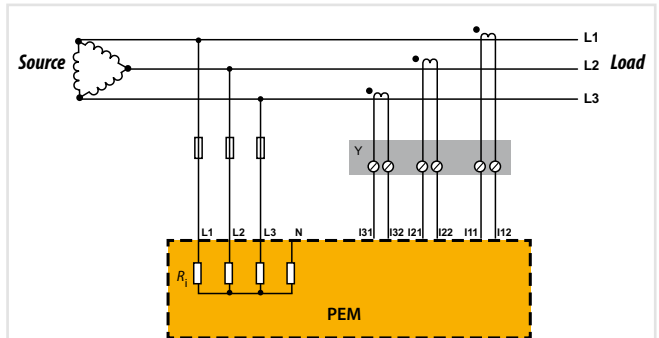 L1
Source
L2 Load
L3
Y
L1 L2 L3 N I31 I32 I21 I22 I11 I12
Ri
PEM